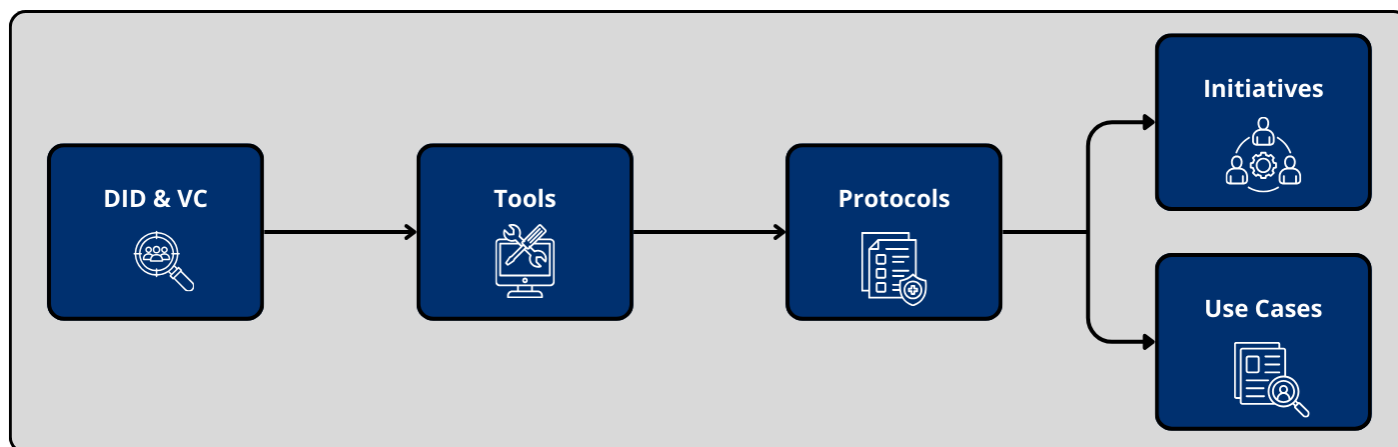 DID & VC
Tools
Protocols
Initiatives
Use Cases